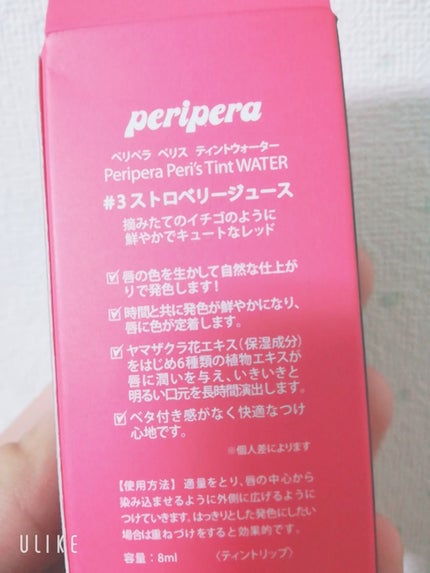 peripera
ペリペラ ペリス ティントウォーター
Peripera Peri's Tint WATER
#3ストロベリージュース
摘みたてのイチゴのように
鮮やかでキュートなレッド
唇の色を生かして自然な仕上が
りで発色します！
時間と共に発色が鮮やかになり、
唇に色が定着します。
ヤマザクラ花エキス(保湿成分)
をはじめ6種類の植物エキスが
唇に潤いを与え、いきいきと
明るい口元を長時間演出します。
ベタ付き感がなく快適なつけ
心地です。
※個人差によります
【使用方法】 適量をとり、唇の中心から
染み込ませるように外側に広げるように
つけていきます。はっきりとした発色にしたい
場合は重ねづけをすると効果的です。
容量：8ml 〈ティントリップ〉
ULIKE